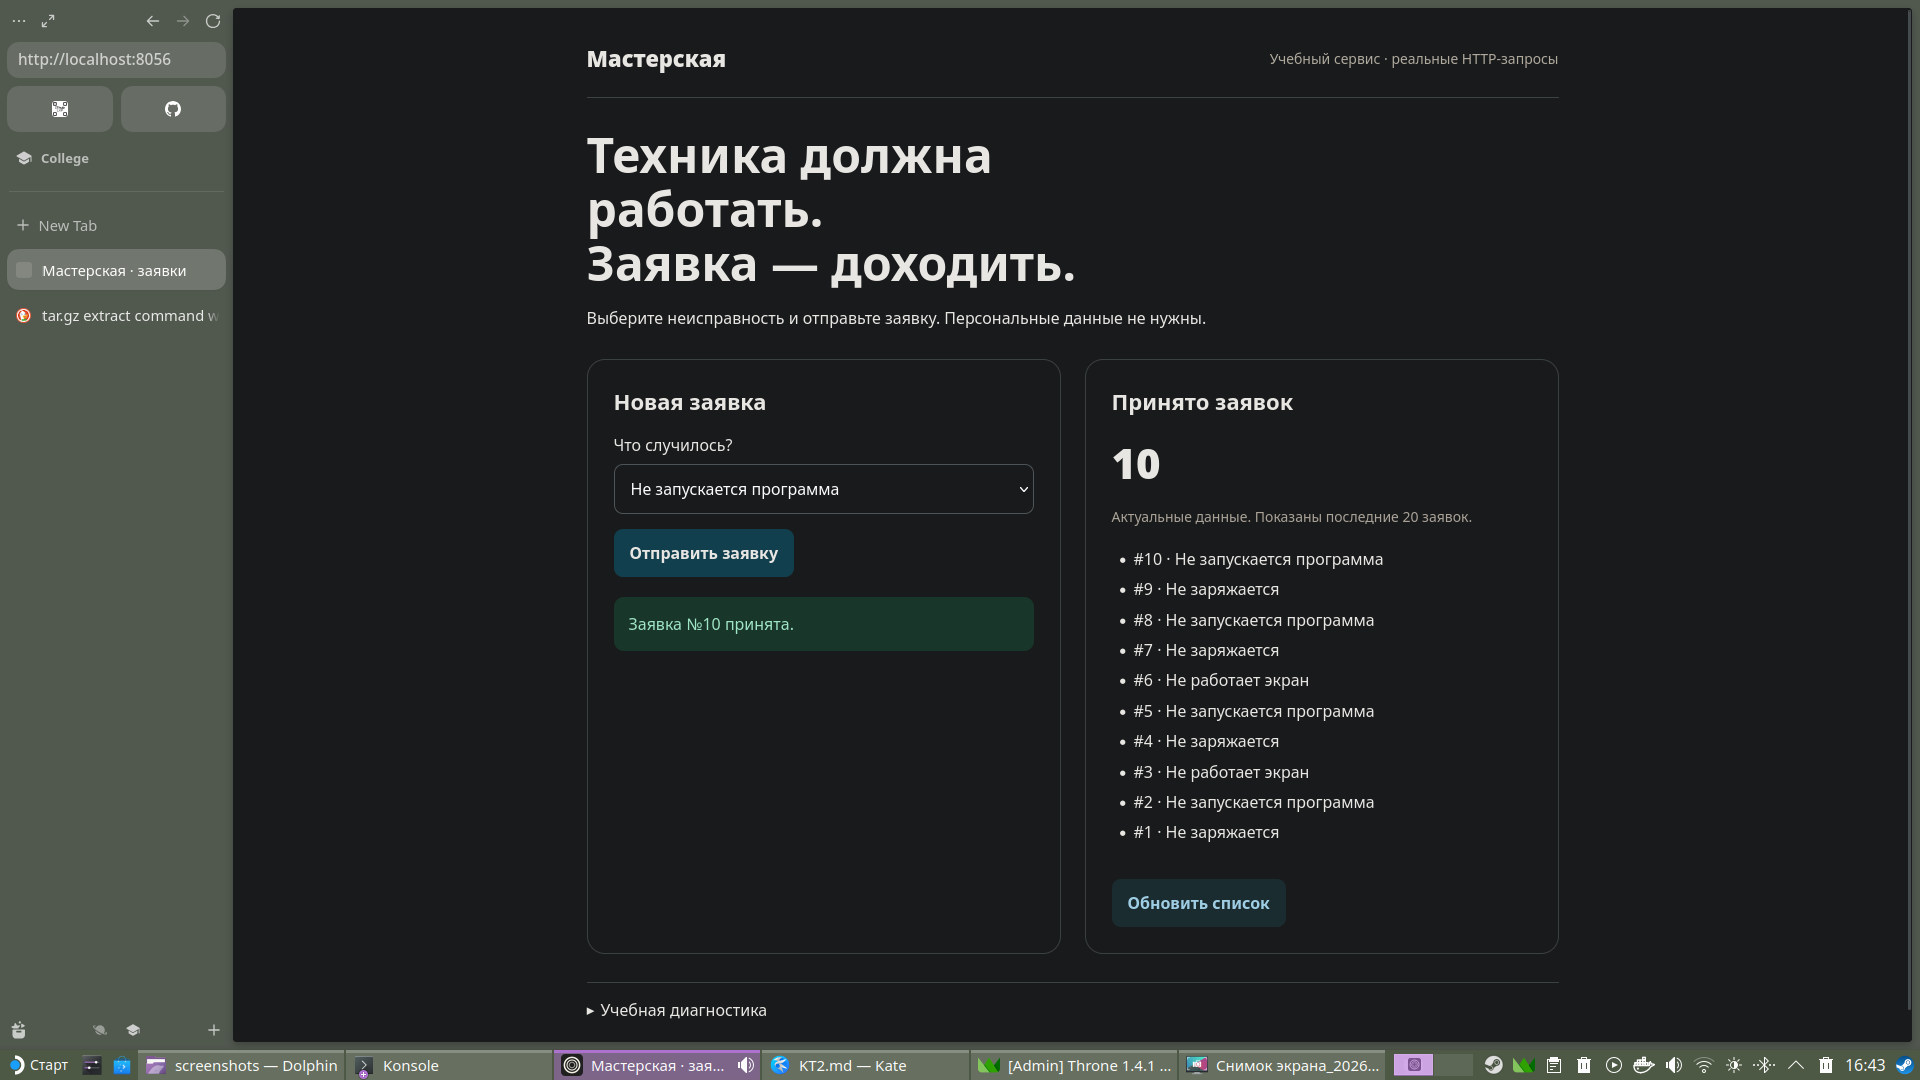 http://localhost:8056
College
New Tab
Мастерская · заявки
tar.gz extract command
Мастерская
Учебный сервис · реальные HTTP-запросы
Техника должна
работать.
Заявка — доходить.
Выберите неисправность и отправьте заявку. Персональные данные не нужны.
Новая заявка
Что случилось?
Не запускается программа
Отправить заявку
Заявка №10 принята.
Принято заявок
10
Актуальные данные. Показаны последние 20 заявок.
#10 · Не запускается программа
#9 · Не заряжается
#8 · Не запускается программа
#7 · Не заряжается
#6 · Не работает экран
#5 · Не запускается программа
#4 · Не заряжается
#3 · Не работает экран
#2 · Не запускается программа
#1 · Не заряжается
Обновить список
Учебная диагностика
Старт
screenshots — Dolphin
Konsole
Мастерская · зая...
KT2.md — Kate
[Admin] Throne 1.4.1 ...
Снимок экрана_2026...
16:43